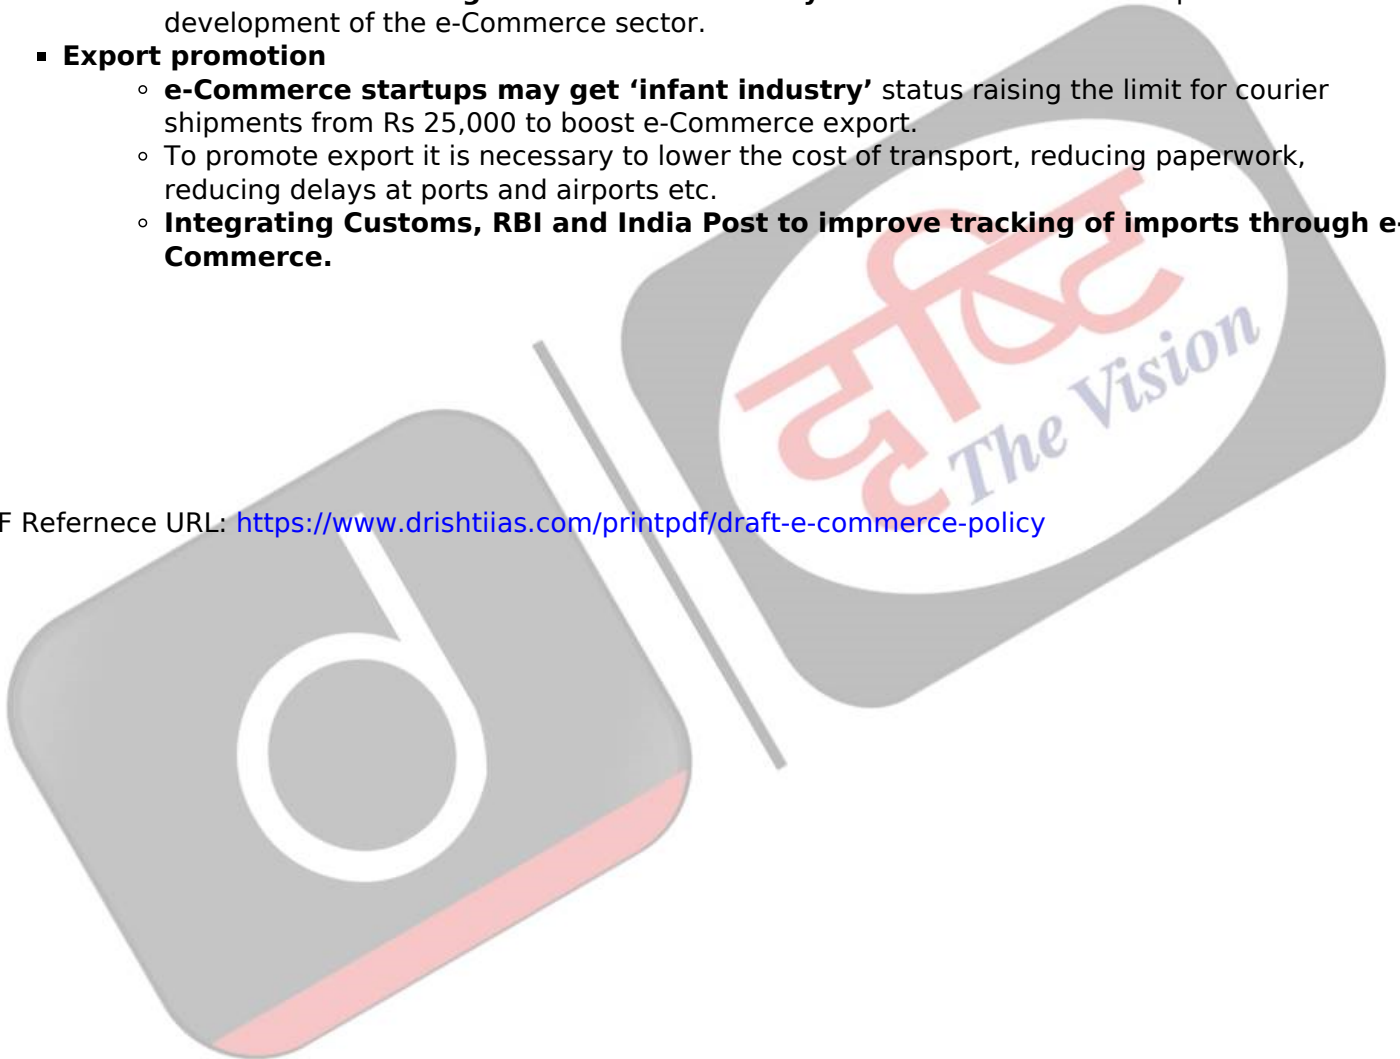 development of the e-Commerce sector.
▪ Export promotion
◦ e-Commerce startups may get ‘infant industry’ status raising the limit for courier
shipments from Rs 25,000 to boost e-Commerce export.
◦ To promote export it is necessary to lower the cost of transport, reducing paperwork,
reducing delays at ports and airports etc.
◦ Integrating Customs, RBI and India Post to improve tracking of imports through e-
Commerce.
दृष्टि
The Vision
F Refernece URL: https://www.drishtiias.com/printpdf/draft-e-commerce-policy
d